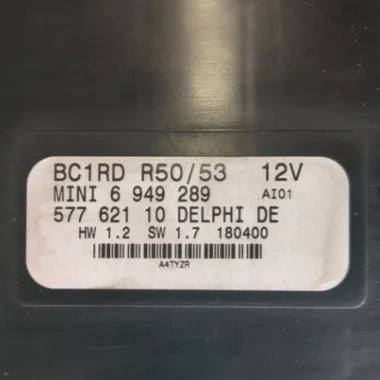 BC1RD R50/53 12V
MINI 6 949 289 AI01
577 621 10 DELPHI DE
HW 1.2 SW 1.7 180400
A4TYZR